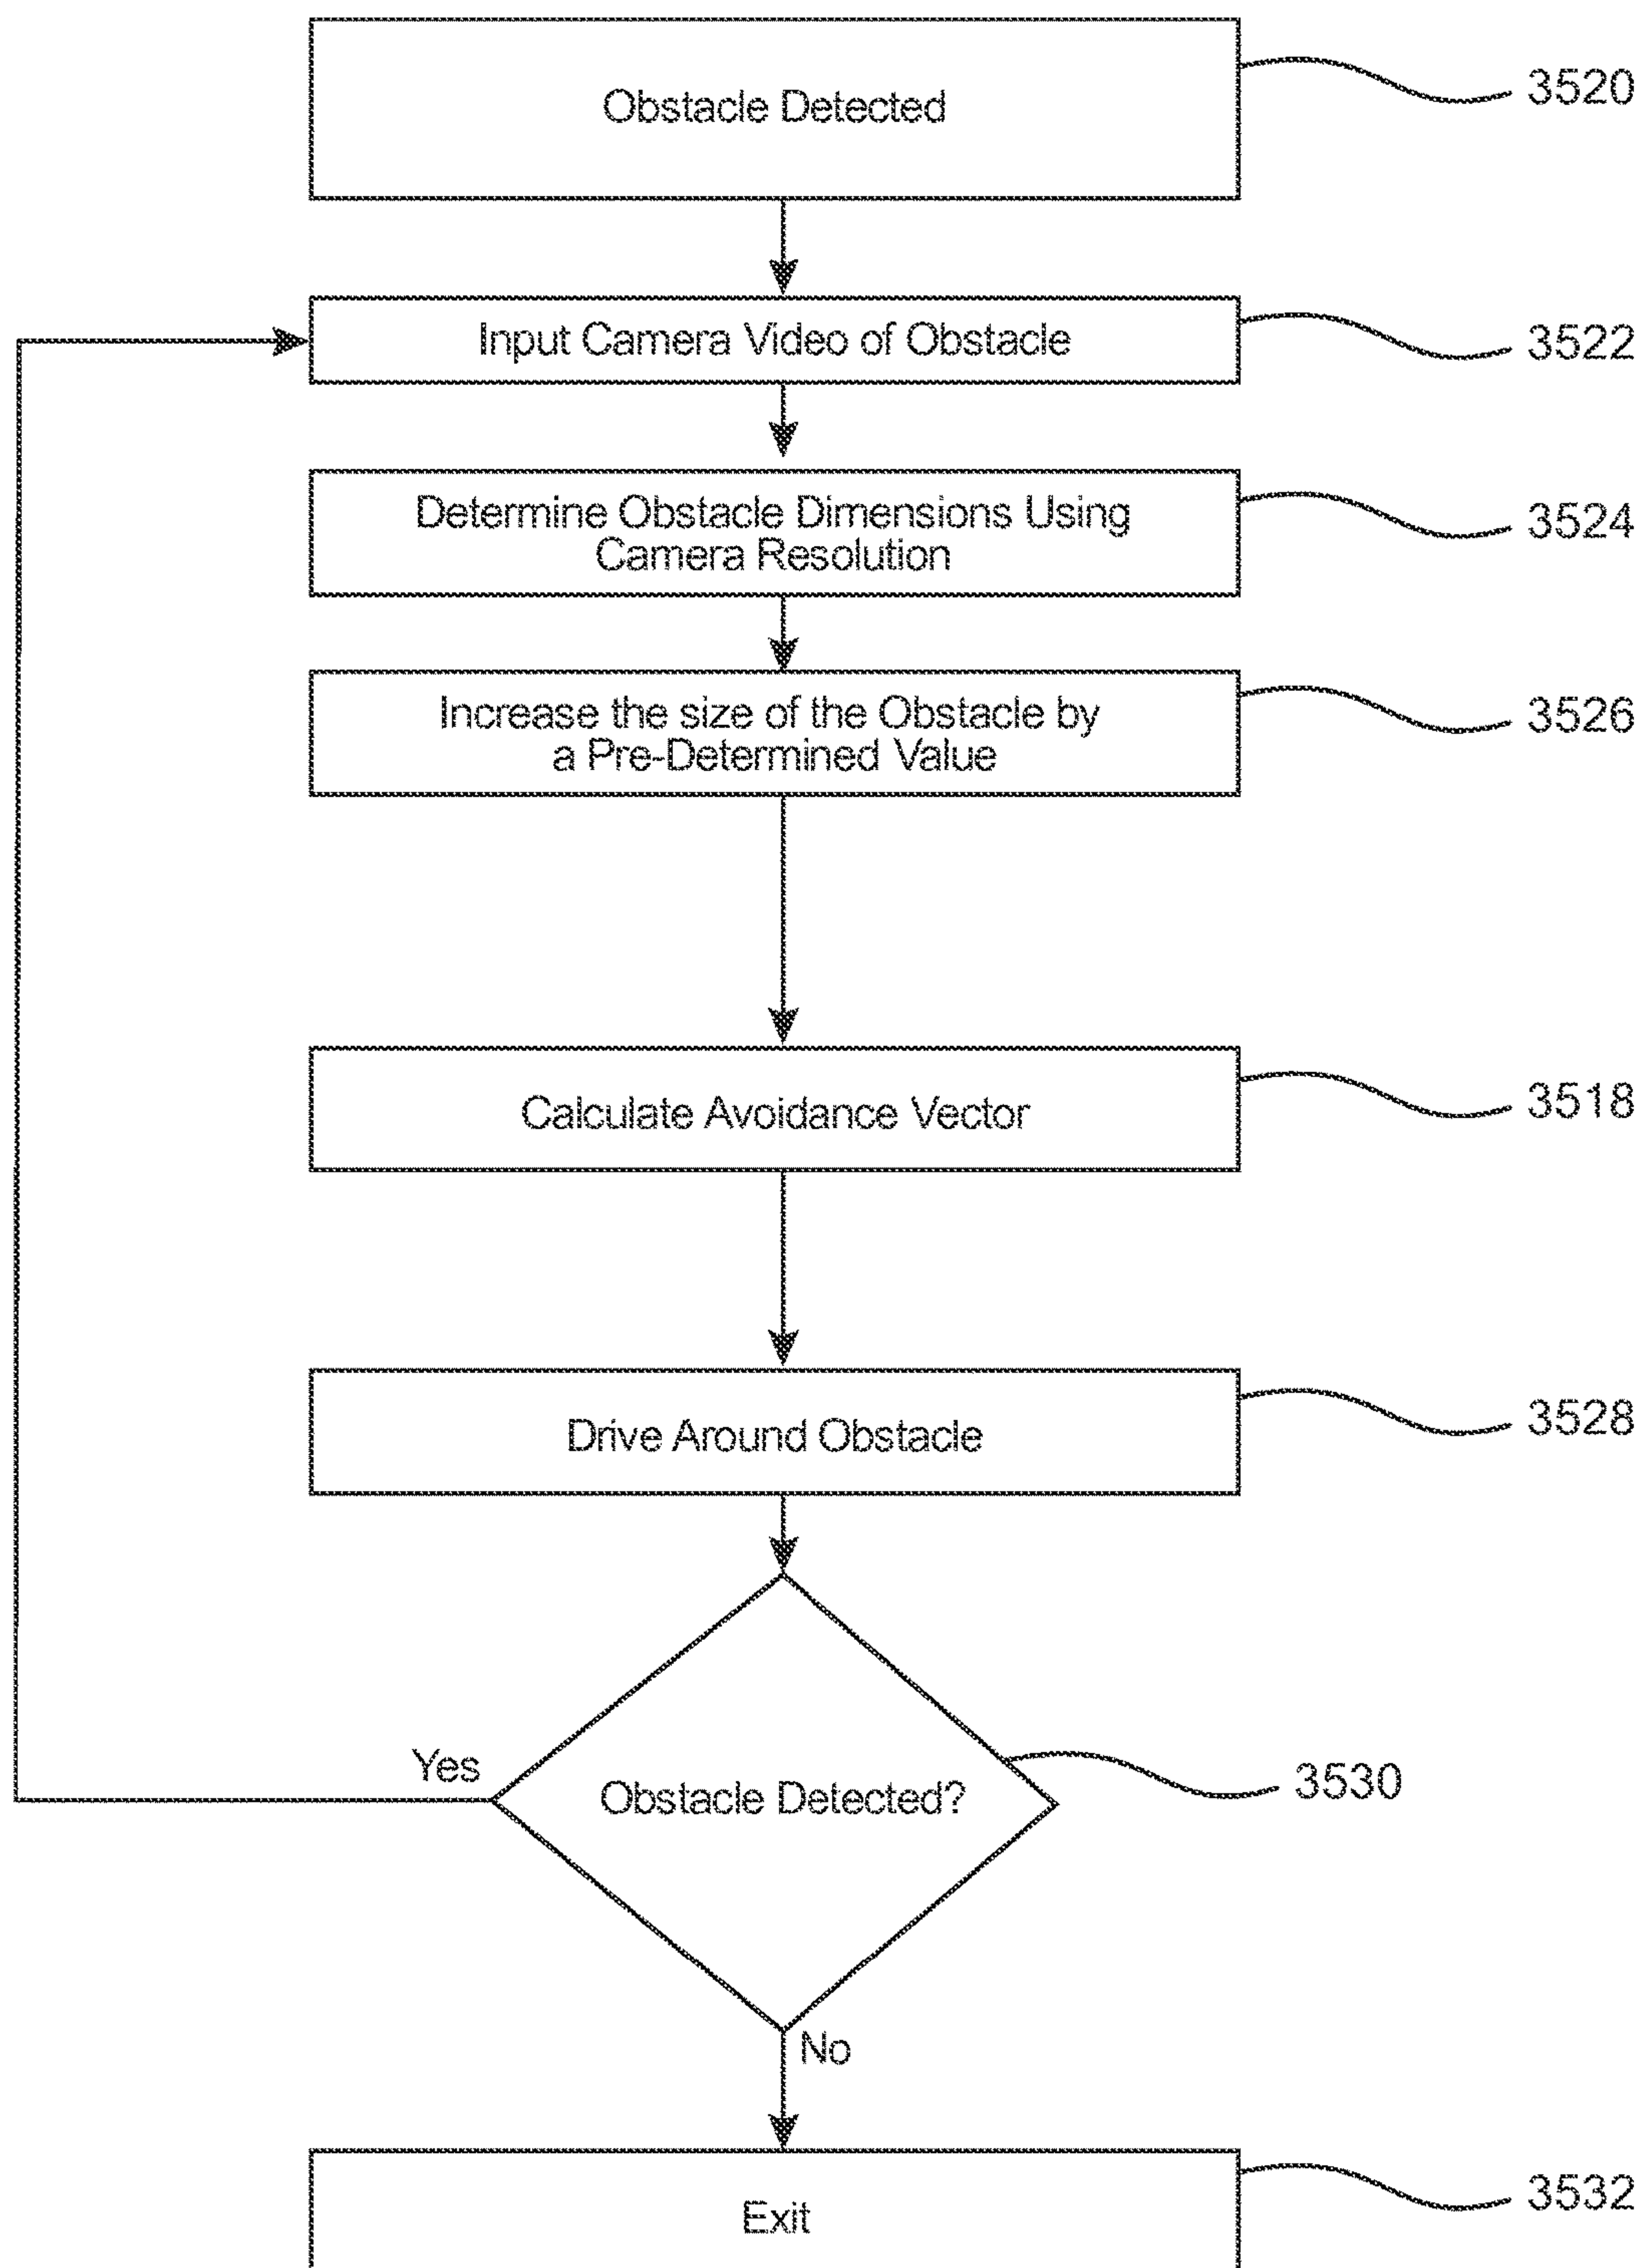 Obstacle Detected
3520
Input Camera Video of Obstacle
3522
Determine Obstacle Dimensions Using
Camera Resolution
3524
Increase the size of the Obstacle by
a Pre-Determined Value
3526
Calculate Avoidance Vector
3518
Drive Around Obstacle
3528
Yes
Obstacle Detected?
3530
No
Exit
3532